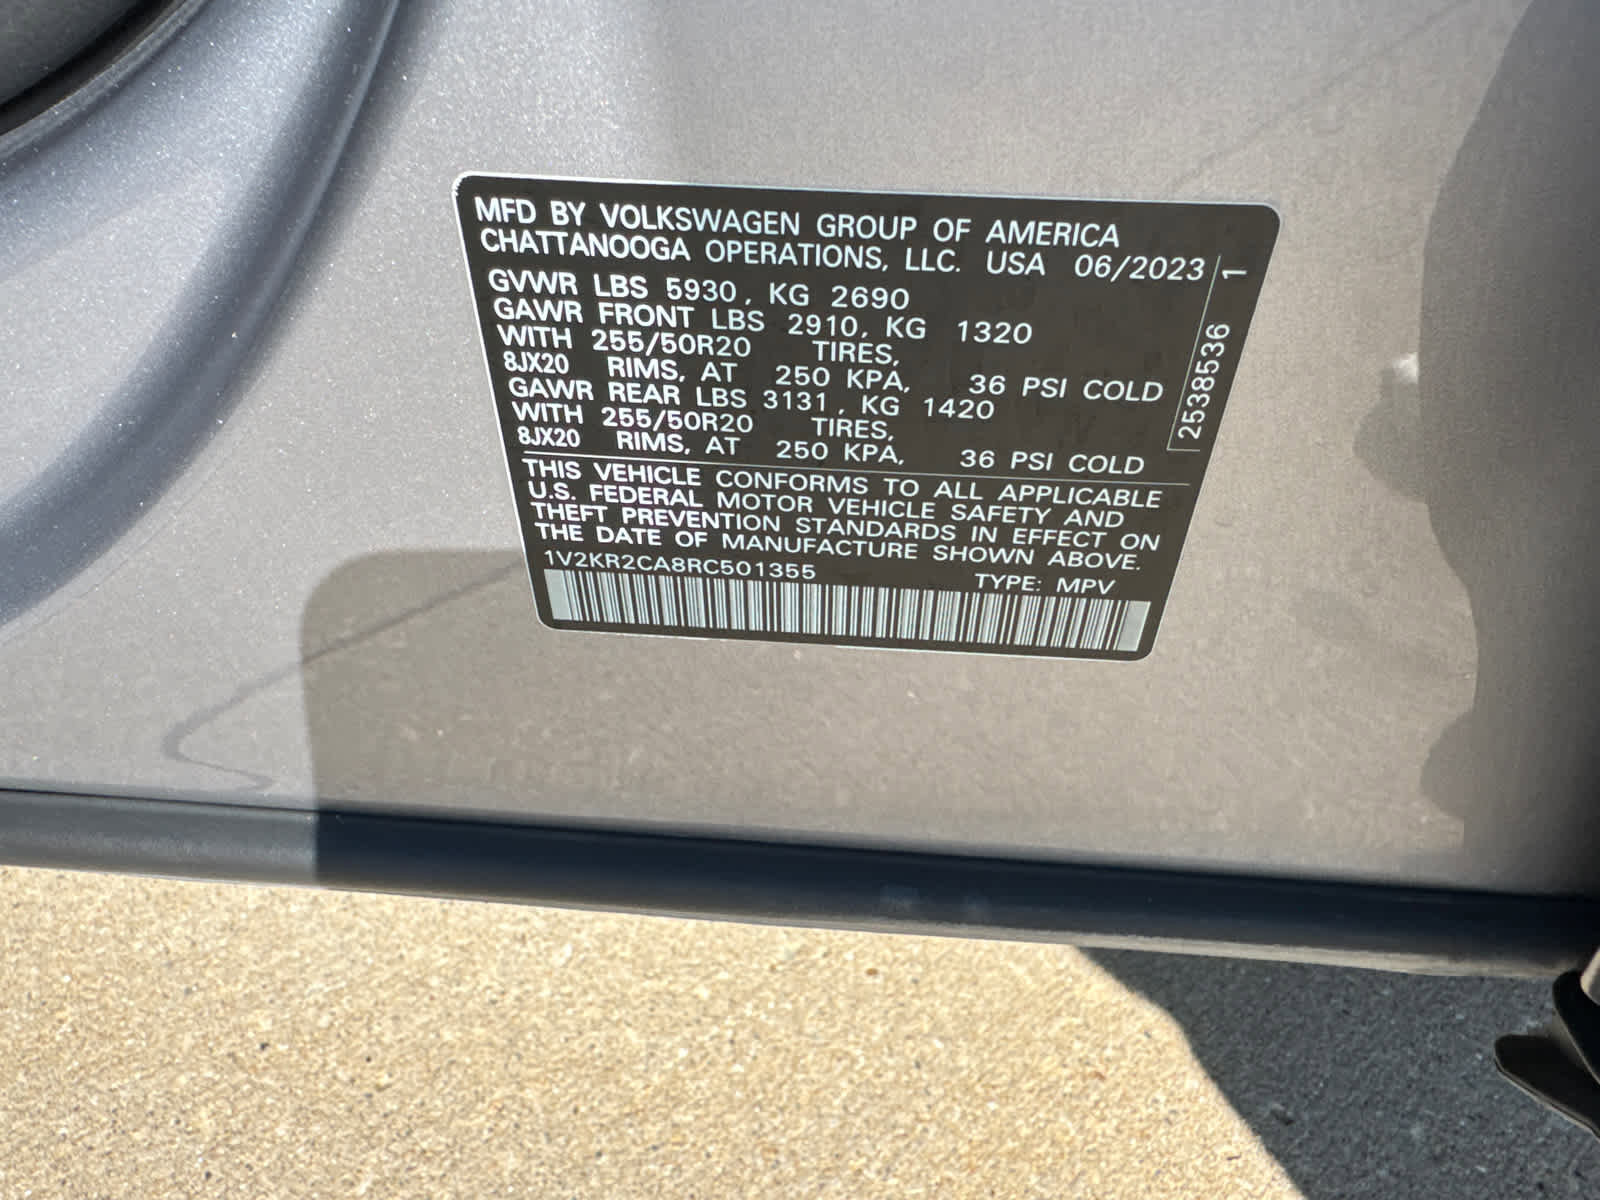 MFD BY VOLKSWAGEN GROUP OF AMERICA
CHATTANOOGA OPERATIONS, LLC. USA 06/2023
GVWR LBS 5930, KG 2690
GAWR FRONT LBS 2910, KG 1320
WITH 255/50R20 TIRES,
8JX20 RIMS, AT 250 KPA, 36 PSI COLD
GAWR REAR LBS 3131, KG 1420
WITH 255/50R20 TIRES,
8JX20 RIMS, AT 250 KPA, 36 PSI COLD
2538536 1
THIS VEHICLE CONFORMS TO ALL APPLICABLE
U.S. FEDERAL MOTOR VEHICLE SAFETY AND
THEFT PREVENTION STANDARDS IN EFFECT ON
THE DATE OF MANUFACTURE SHOWN ABOVE.
1V2KR2CA8RC501355 TYPE: MPV